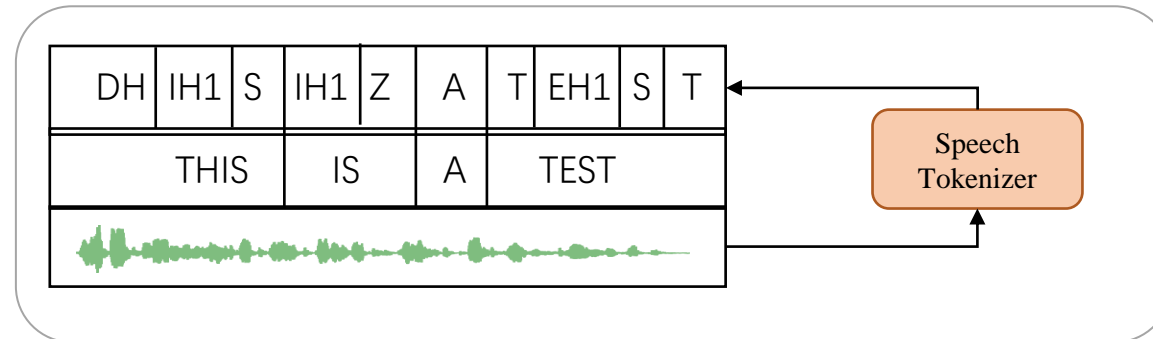 DH IH1 S IH1 Z A T EH1 S T
THIS IS A TEST
Speech
Tokenizer